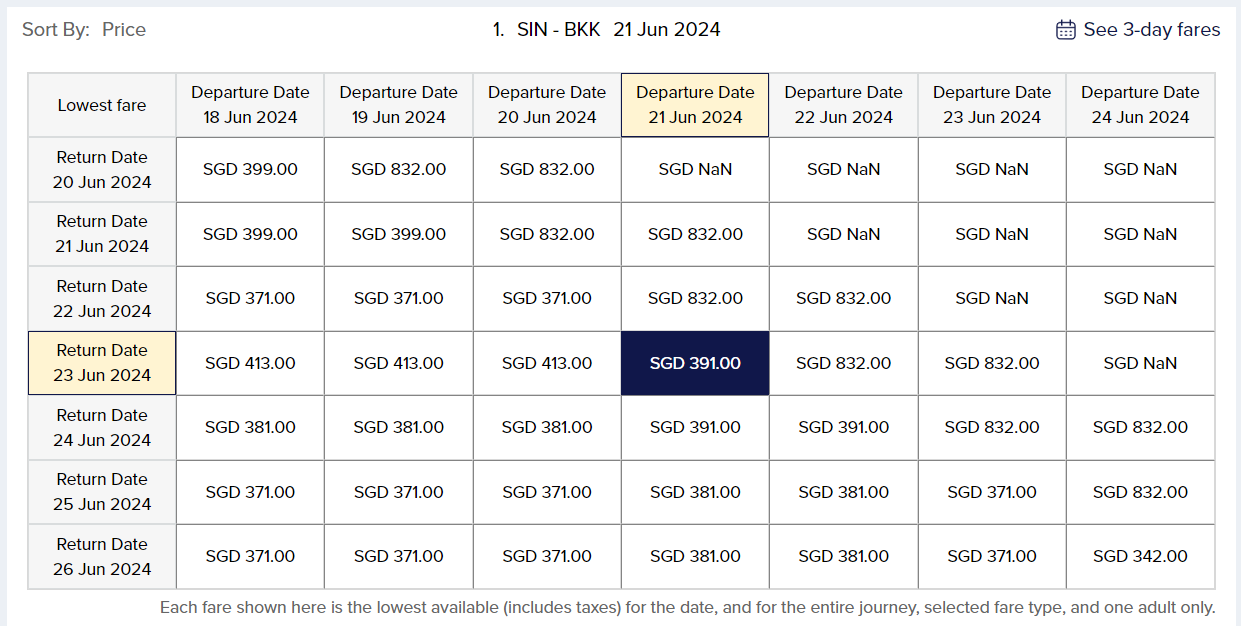 Sort By: Price 1. SIN - BKK 21 Jun 2024 See 3-day fares
Lowest fare Departure Date 18 Jun 2024 Departure Date 19 Jun 2024 Departure Date 20 Jun 2024 Departure Date 21 Jun 2024 Departure Date 22 Jun 2024 Departure Date 23 Jun 2024 Departure Date 24 Jun 2024
Return Date 20 Jun 2024 SGD 399.00 SGD 832.00 SGD 832.00 SGD NaN SGD NaN SGD NaN SGD NaN
Return Date 21 Jun 2024 SGD 399.00 SGD 399.00 SGD 832.00 SGD 832.00 SGD NaN SGD NaN SGD NaN
Return Date 22 Jun 2024 SGD 371.00 SGD 371.00 SGD 371.00 SGD 832.00 SGD 832.00 SGD NaN SGD NaN
Return Date 23 Jun 2024 SGD 413.00 SGD 413.00 SGD 413.00 SGD 391.00 SGD 832.00 SGD 832.00 SGD NaN
Return Date 24 Jun 2024 SGD 381.00 SGD 381.00 SGD 381.00 SGD 391.00 SGD 391.00 SGD 832.00 SGD 832.00
Return Date 25 Jun 2024 SGD 371.00 SGD 371.00 SGD 371.00 SGD 381.00 SGD 381.00 SGD 371.00 SGD 832.00
Return Date 26 Jun 2024 SGD 371.00 SGD 371.00 SGD 371.00 SGD 381.00 SGD 381.00 SGD 371.00 SGD 342.00
Each fare shown here is the lowest available (includes taxes) for the date, and for the entire journey, selected fare type, and one adult only.